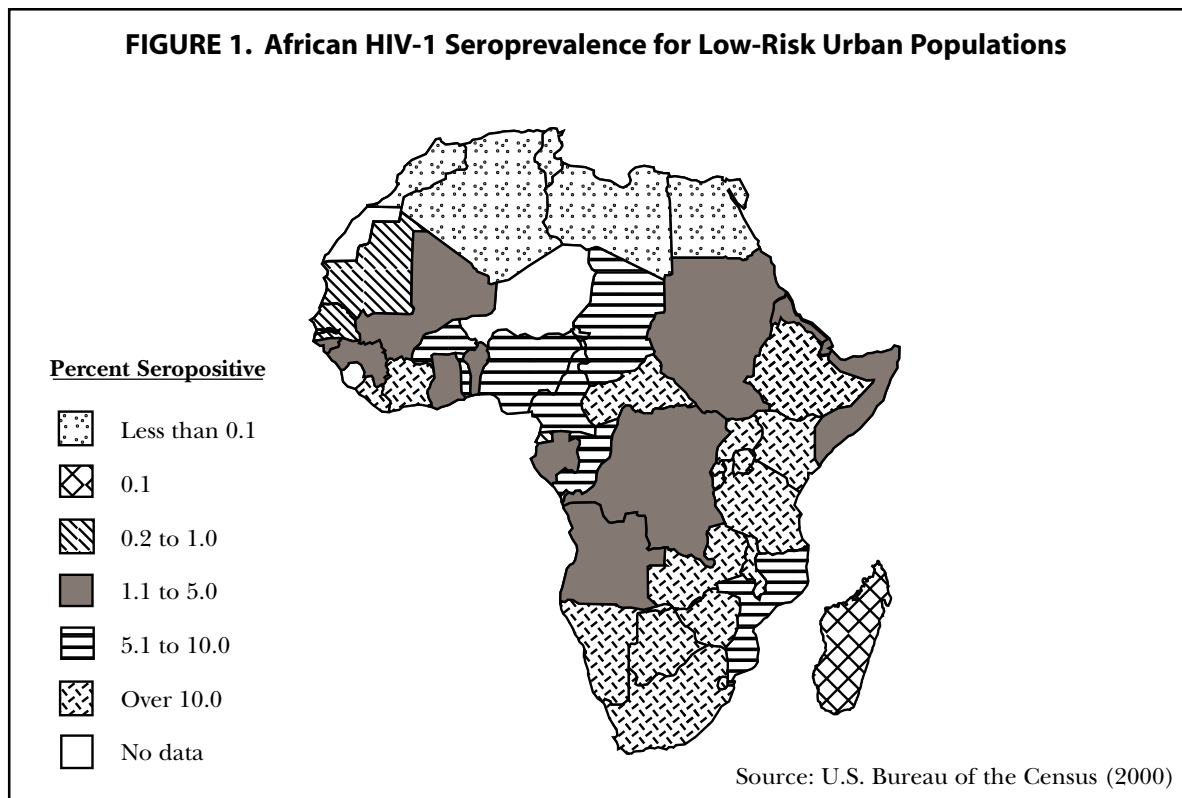 FIGURE 1. African HIV-1 Seroprevalence for Low-Risk Urban Populations
Percent Seropositive
Less than 0.1
0.1
0.2 to 1.0
1.1 to 5.0
5.1 to 10.0
Over 10.0
No data
Source: U.S. Bureau of the Census (2000)